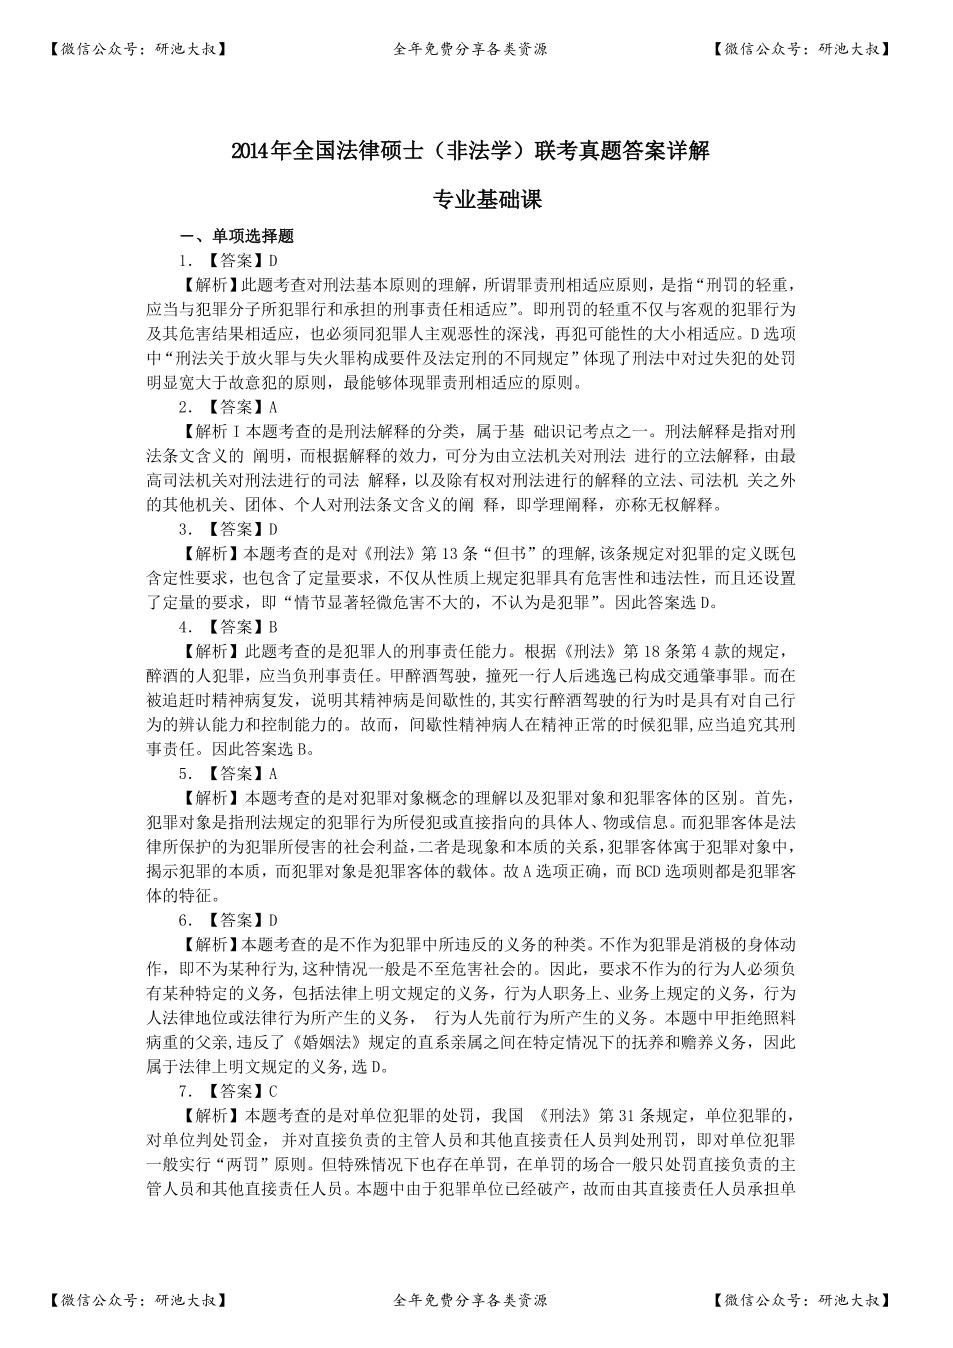 【微信公众号：研池大叔】 全年免费分享各类资源 【微信公众号：研池大叔】
2014 年全国法律硕士（非法学）联考真题答案详解
专业基础课
一、单项选择题
1. 【答案】D
【解析】此题考查对刑法基本原则的理解，所谓罪责刑相适应原则，是指“刑罚的轻重，
应当与犯罪分子所犯罪行和承担的刑事责任相适应”。即刑罚的轻重不仅与客观的犯罪行为
及其危害结果相适应，也必须同犯罪人主观恶性的深浅，再犯可能性的大小相适应。D 选项
中“刑法关于放火罪与失火罪构成要件及法定刑的不同规定”体现了刑法中对过失犯的处罚
明显宽大于故意犯的原则，最能够体现罪责刑相适应的原则。
2. 【答案】A
【解析 I 本题考查的是刑法解释的分类，属于基 础识记考点之一。刑法解释是指对刑
法条文含义的 阐明，而根据解释的效力，可分为由立法机关对刑法 进行的立法解释，由最
高司法机关对刑法进行的司法 解释，以及除有权对刑法进行的解释的立法、司法机 关之外
的其他机关、团体、个人对刑法条文含义的阐 释，即学理阐释，亦称无权解释。
3. 【答案】D
【解析】本题考查的是对《刑法》第 13 条“但书”的理解,该条规定对犯罪的定义既包
含定性要求，也包含了定量要求，不仅从性质上规定犯罪具有危害性和违法性，而且还设置
了定量的要求，即“情节显著轻微危害不大的，不认为是犯罪”。因此答案选 D。
4. 【答案】B
【解析】此题考查的是犯罪人的刑事责任能力。根据《刑法》第 18 条第 4 款的规定，
醉酒的人犯罪，应当负刑事责任。甲醉酒驾驶，撞死一行人后逃逸已构成交通肇事罪。而在
被追赶时精神病复发，说明其精神病是间歇性的,其实行醉酒驾驶的行为时是具有对自己行
为的辨认能力和控制能力的。故而，间歇性精神病人在精神正常的时候犯罪,应当追究其刑
事责任。因此答案选 B。
5. 【答案】A
【解析】本题考查的是对犯罪对象概念的理解以及犯罪对象和犯罪客体的区别。首先，
犯罪对象是指刑法规定的犯罪行为所侵犯或直接指向的具体人、物或信息。而犯罪客体是法
律所保护的为犯罪所侵害的社会利益，二者是现象和本质的关系，犯罪客体寓于犯罪对象中，
揭示犯罪的本质，而犯罪对象是犯罪客体的载体。故 A 选项正确，而 BCD 选项则都是犯罪客
体的特征。
6. 【答案】D
【解析】本题考查的是不作为犯罪中所违反的义务的种类。不作为犯罪是消极的身体动
作，即不为某种行为,这种情况一般是不至危害社会的。因此，要求不作为的行为人必须负
有某种特定的义务，包括法律上明文规定的义务，行为人职务上、业务上规定的义务，行为
人法律地位或法律行为所产生的义务， 行为人先前行为所产生的义务。本题中甲拒绝照料
病重的父亲,违反了《婚姻法》规定的直系亲属之间在特定情况下的抚养和赡养义务，因此
属于法律上明文规定的义务,选 D。
7. 【答案】C
【解析】本题考查的是对单位犯罪的处罚，我国 《刑法》第 31 条规定，单位犯罪的，
对单位判处罚金， 并对直接负责的主管人员和其他直接责任人员判处刑罚，即对单位犯罪
一般实行“两罚”原则。但特殊情况下也存在单罚，在单罚的场合一般只处罚直接负责的主
管人员和其他直接责任人员。本题中由于犯罪单位已经破产，故而由其直接责任人员承担单
【微信公众号：研池大叔】 全年免费分享各类资源 【微信公众号：研池大叔】